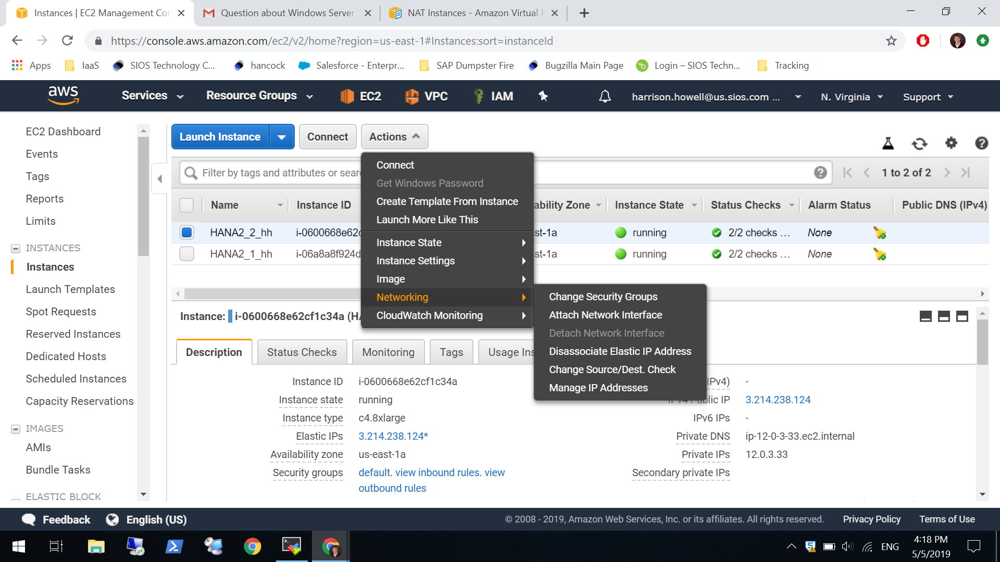 Instances | EC2 Management Con
Question about Windows Server
NAT Instances - Amazon Virtual P
https://console.aws.amazon.com/ec2/v2/home?region=us-east-1#Instances:sort=instanceId
Apps
IaaS
SIOS Technology C...
hancock
Salesforce - Enterpr...
SAP Dumpster Fire
Bugzilla Main Page
Login – SIOS Techn...
Tracking
aws
Services
Resource Groups
EC2
VPC
IAM
harrison.howell@us.sios.com ...
N. Virginia
Support
EC2 Dashboard
Events
Tags
Reports
Limits
INSTANCES
Instances
Launch Templates
Spot Requests
Reserved Instances
Dedicated Hosts
Scheduled Instances
Capacity Reservations
IMAGES
AMIs
Bundle Tasks
ELASTIC BLOCK
Launch Instance
Connect
Actions
Filter by tags and attributes or sear
1 to 2 of 2
Name
Instance ID
ability Zone
Instance State
Status Checks
Alarm Status
Public DNS (IPv4)
HANA2_2_hh
i-0600668e62c
st-1a
running
2/2 checks ...
None
HANA2_1_hh
i-06a8a8f924d
st-1a
running
2/2 checks ...
None
Connect
Get Windows Password
Create Template From Instance
Launch More Like This
Instance State
Instance Settings
Image
Networking
CloudWatch Monitoring
Change Security Groups
Attach Network Interface
Detach Network Interface
Disassociate Elastic IP Address
Change Source/Dest. Check
Manage IP Addresses
Instance:
i-0600668e62cf1c34a (HA
Description
Status Checks
Monitoring
Tags
Usage Ins
Instance ID
i-0600668e62cf1c34a
Instance state
running
Instance type
c4.8xlarge
Elastic IPs
3.214.238.124*
Availability zone
us-east-1a
Security groups
default. view inbound rules. view
outbound rules
IPv4)
-
IPv4 Public IP
3.214.238.124
IPv6 IPs
-
Private DNS
ip-12-0-3-33.ec2.internal
Private IPs
12.0.3.33
Secondary private IPs
Feedback
English (US)
© 2008 - 2019, Amazon Web Services, Inc. or its affiliates. All rights reserved.
Privacy Policy
Terms of Use
ENG
4:18 PM
5/5/2019